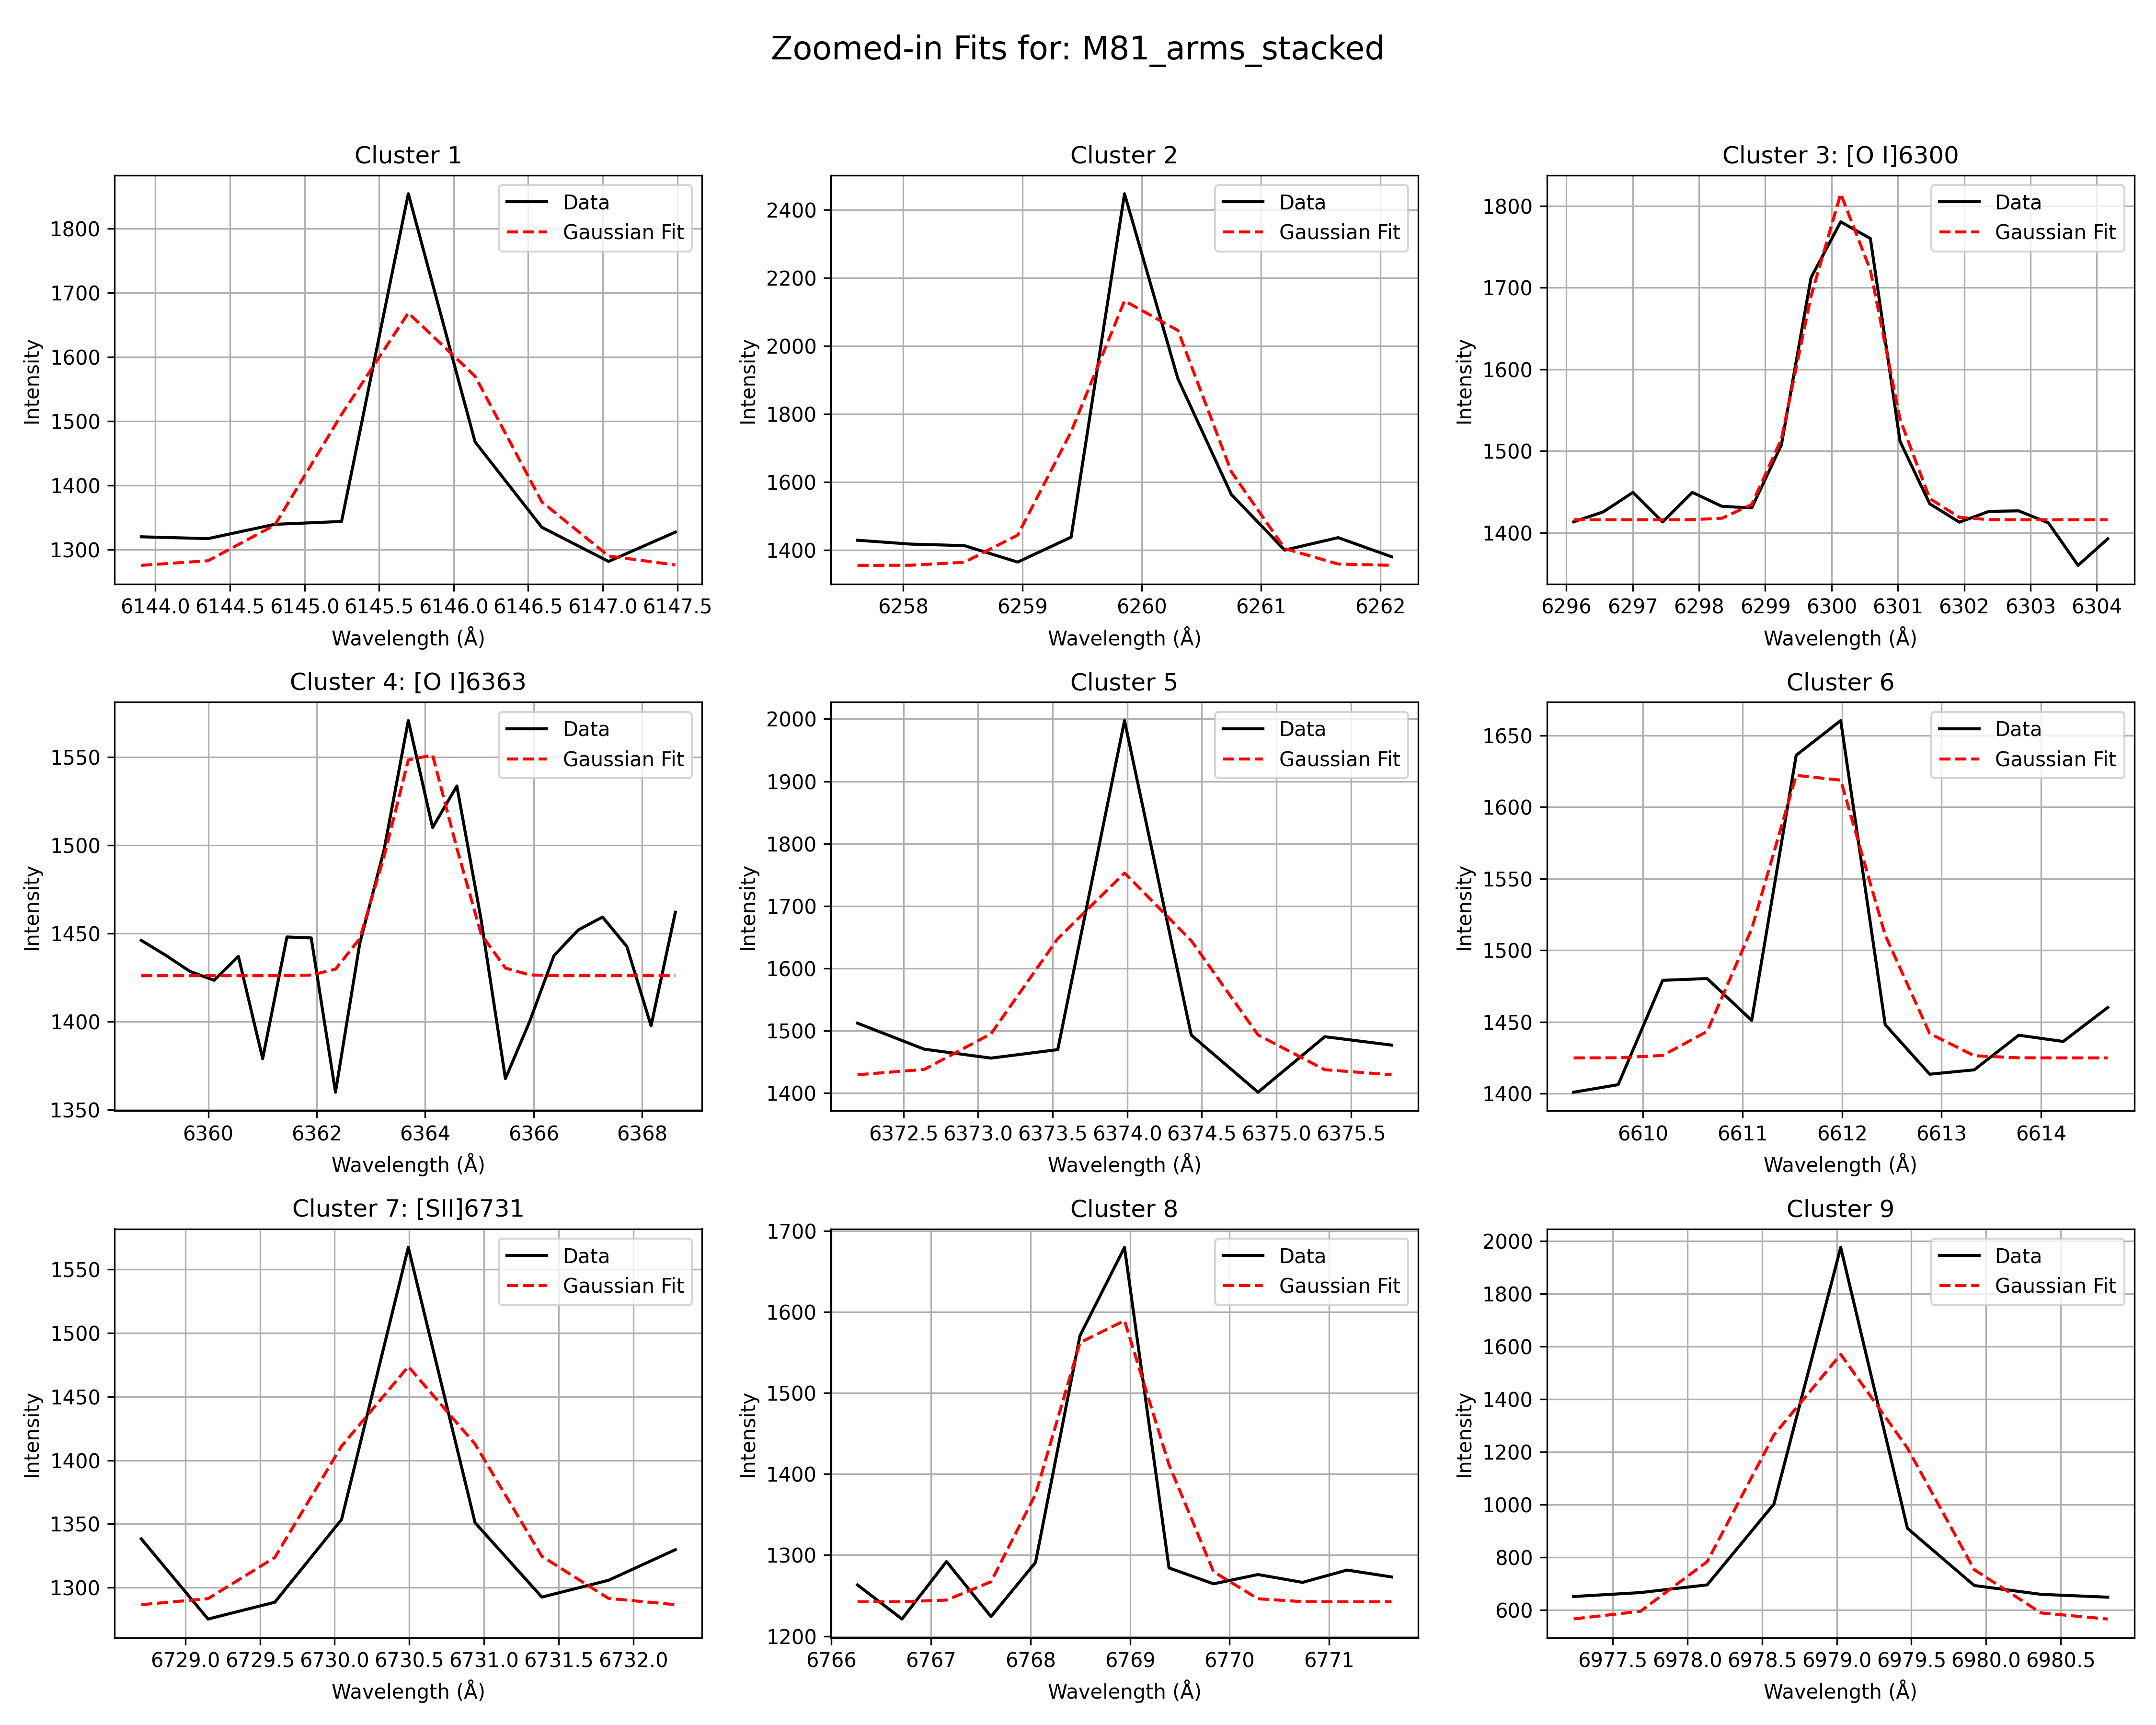 Zoomed-in Fits for: M81_arms_stacked
Cluster 1
Data
Gaussian Fit
Intensity
1800
1700
1600
1500
1400
1300
6144.0 6144.5 6145.0 6145.5 6146.0 6146.5 6147.0 6147.5
Wavelength (Å)
Cluster 2
Data
Gaussian Fit
Intensity
2400
2200
2000
1800
1600
1400
6258 6259 6260 6261 6262
Wavelength (Å)
Cluster 3: [O I]6300
Data
Gaussian Fit
Intensity
1800
1700
1600
1500
1400
6296 6297 6298 6299 6300 6301 6302 6303 6304
Wavelength (Å)
Cluster 4: [O I]6363
Data
Gaussian Fit
Intensity
1550
1500
1450
1400
1350
6360 6362 6364 6366 6368
Wavelength (Å)
Cluster 5
Data
Gaussian Fit
Intensity
2000
1900
1800
1700
1600
1500
1400
6372.5 6373.0 6373.5 6374.0 6374.5 6375.0 6375.5
Wavelength (Å)
Cluster 6
Data
Gaussian Fit
Intensity
1650
1600
1550
1500
1450
1400
6610 6611 6612 6613 6614
Wavelength (Å)
Cluster 7: [SII]6731
Data
Gaussian Fit
Intensity
1550
1500
1450
1400
1350
1300
6729.0 6729.5 6730.0 6730.5 6731.0 6731.5 6732.0
Wavelength (Å)
Cluster 8
Data
Gaussian Fit
Intensity
1700
1600
1500
1400
1300
1200
6766 6767 6768 6769 6770 6771
Wavelength (Å)
Cluster 9
Data
Gaussian Fit
Intensity
2000
1800
1600
1400
1200
1000
800
600
6977.5 6978.0 6978.5 6979.0 6979.5 6980.0 6980.5
Wavelength (Å)